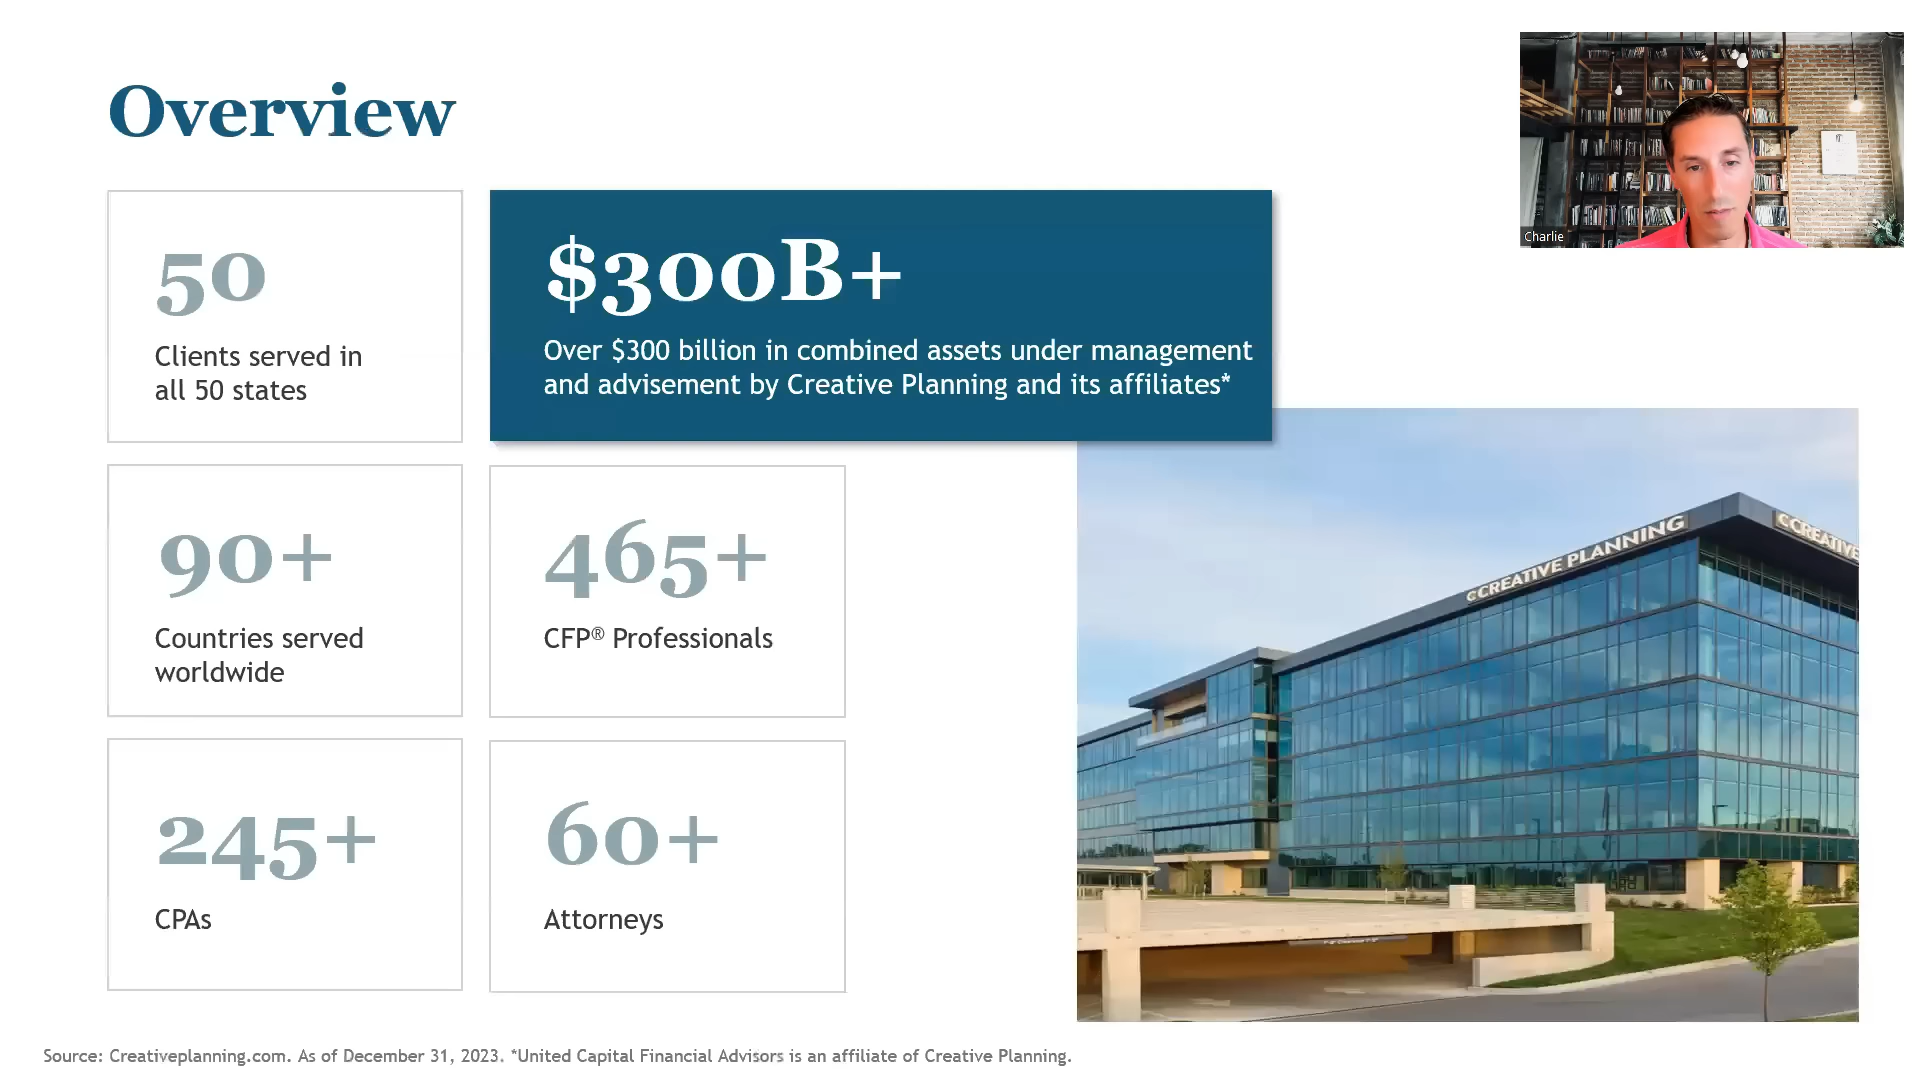 Overview
Charlie
50
Clients served in
all 50 states
$300B+
Over $300 billion in combined assets under management
and advisement by Creative Planning and its affiliates*
90+
Countries served
worldwide
465+
CFP® Professionals
CREATIVE PLANNING
CREATIVE
245+
CPAs
60+
Attorneys
Source: Creativeplanning.com. As of December 31, 2023. *United Capital Financial Advisors is an affiliate of Creative Planning.